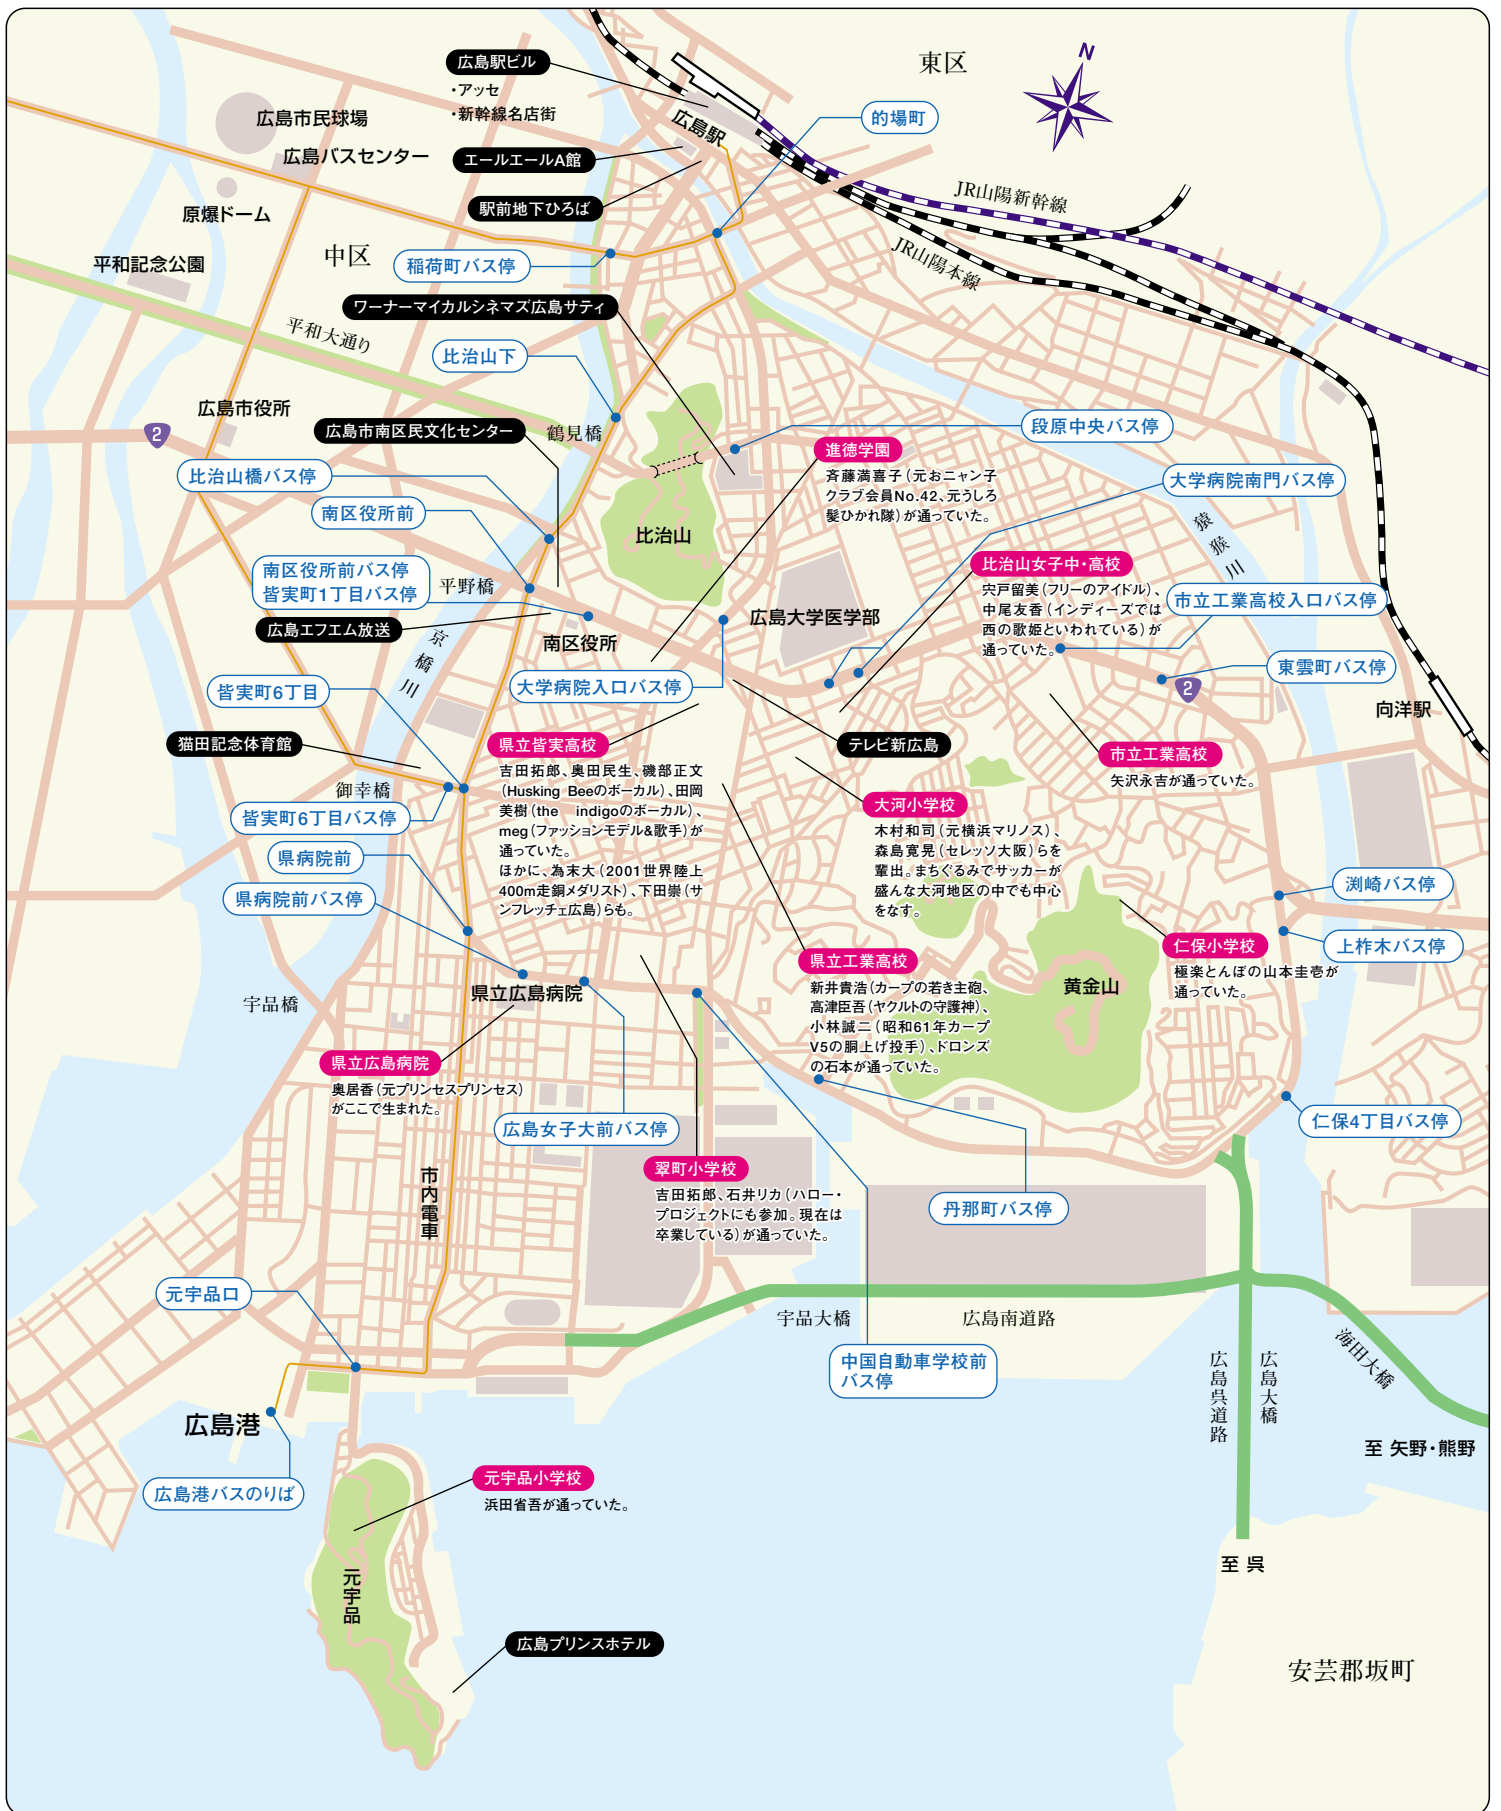 広島駅ビル
・アッセ
・新幹線名店街
東区
N
広島市民球場
広島駅
的場町
広島バスセンター
エールエールA館
原爆ドーム
駅前地下ひろば
JR山陽新幹線
中区
平和記念公園
稲荷町バス停
JR山陽本線
ワーナーマイカルシネマズ広島サティ
平和大通り
比治山下
広島市役所
2
広島市南区民文化センター
鶴見橋
段原中央バス停
進徳学園
斉藤満喜子（元おニャン子
クラブ会員No.42、元うしろ
髪ひかれ隊）が通っていた。
比治山橋バス停
大学病院南門バス停
南区役所前
比治山
猿猴川
南区役所前バス停
皆実町1丁目バス停
平野橋
比治山女子中・高校
宍戸留美（フリーのアイドル）、
中尾友香（インディーズでは
西の歌姫といわれている）が
通っていた。
市立工業高校入口バス停
広島エフエム放送
京橋川
南区役所
広島大学医学部
東雲町バス停
2
皆実町6丁目
大学病院入口バス停
向洋駅
猫田記念体育館
県立皆実高校
吉田拓郎、奥田民生、磯部正文
（Husking Beeのボーカル）、田岡
美樹（the indigoのボーカル）、
meg（ファッションモデル&歌手）が
通っていた。
ほかに、為末大（2001世界陸上
400m走銅メダリスト）、下田崇（サ
ンフレッチェ広島）らも。
テレビ新広島
市立工業高校
矢沢永吉が通っていた。
御幸橋
皆実町6丁目バス停
大河小学校
木村和司（元横浜マリノス）、
森島寛晃（セレッソ大阪）らを
輩出。まちぐるみでサッカーが
盛んな大河地区の中でも中心
をなす。
県病院前
県病院前バス停
渕崎バス停
仁保小学校
極楽とんぼの山本圭壱が
通っていた。
上柞木バス停
県立工業高校
新井貴浩（カープの若き主砲、
高津臣吾（ヤクルトの守護神）、
小林誠二（昭和61年カープ
V5の胴上げ投手）、ドロンズ
の石本が通っていた。
黄金山
宇品橋
県立広島病院
県立広島病院
奥居香（元プリンセスプリンセス）
がここで生まれた。
広島女子大前バス停
仁保4丁目バス停
市内電車
翠町小学校
吉田拓郎、石井リカ（ハロー・
プロジェクトにも参加。現在は
卒業している）が通っていた。
丹那町バス停
元宇品口
宇品大橋
広島南道路
中国自動車学校前
バス停
広島呉道路
広島大橋
海田大橋
広島港
至 矢野・熊野
広島港バスのりば
元宇品小学校
浜田省吾が通っていた。
至 呉
元宇品
広島プリンスホテル
安芸郡坂町